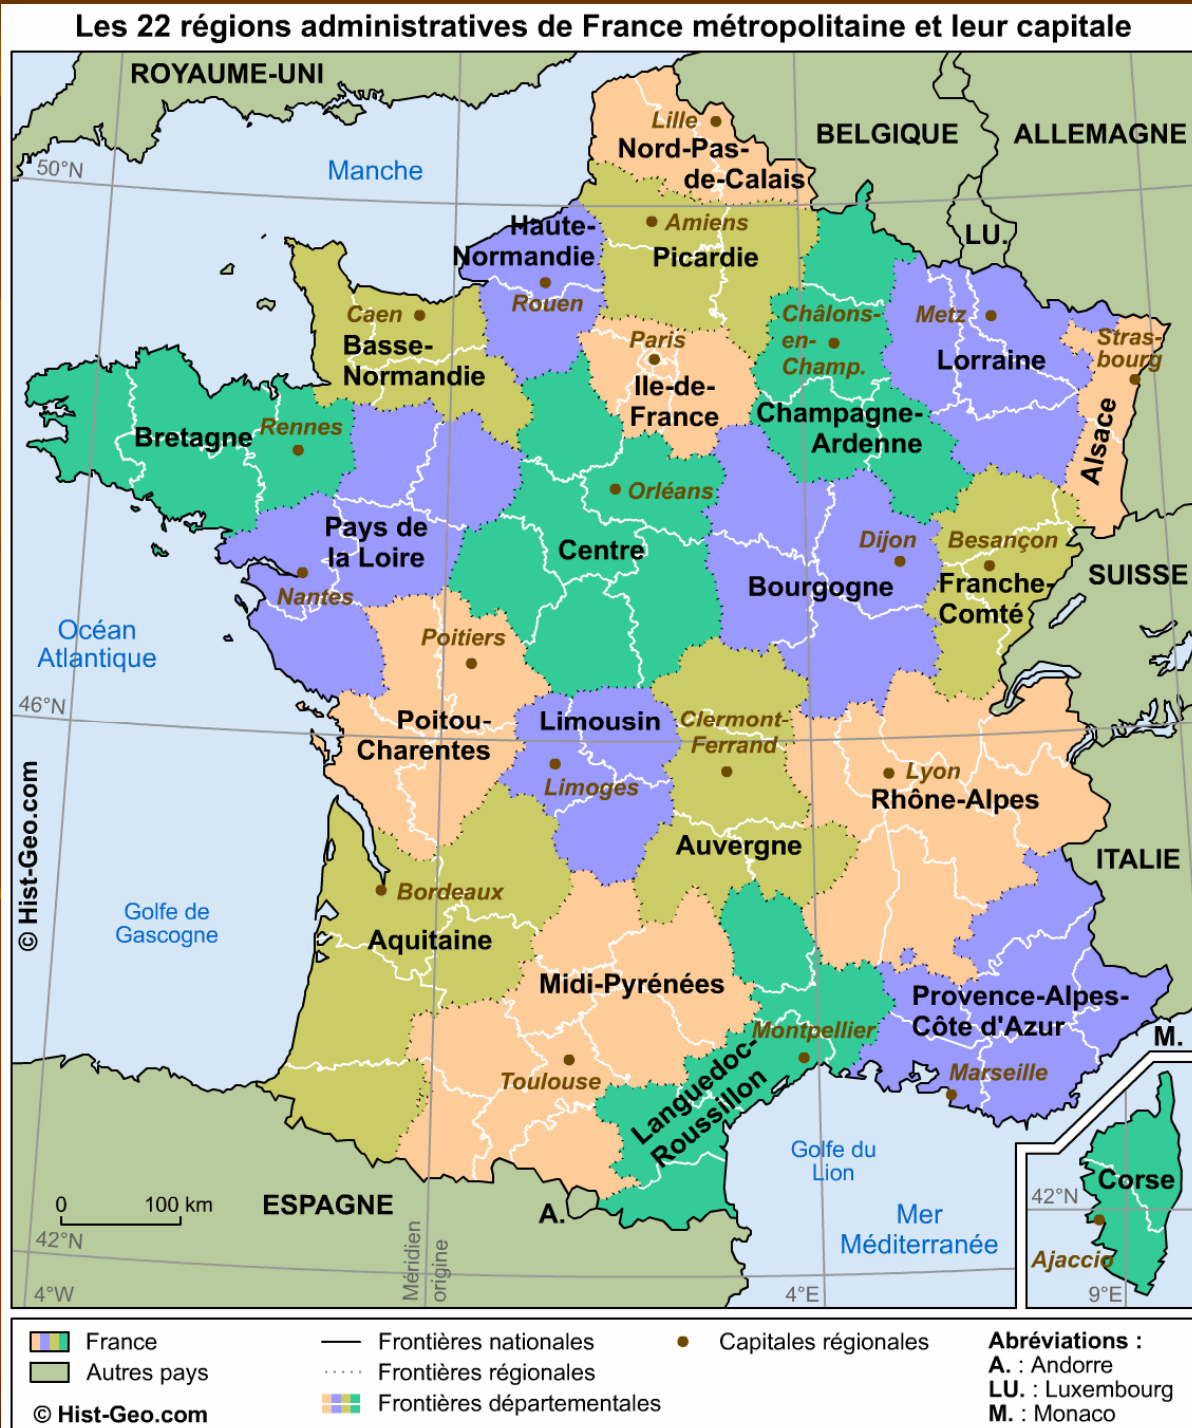 Les 22 régions administratives de France métropolitaine et leur capitale
ROYAUME-UNI
BELGIQUE
ALLEMAGNE
50°N
Manche
Lille
Nord-Pas-
de-Calais
LU.
Haute-
Normandie
Rouen
Amiens
Picardie
Caen
Basse-
Normandie
Paris
Ile-de-
France
Châlons-
en-
Champ.
Champagne-
Ardenne
Metz
Lorraine
Stras-
bourg
Alsace
Bretagne
Rennes
Pays de
la Loire
Nantes
Orléans
Centre
Dijon
Bourgogne
Besançon
Franche-
Comté
SUISSE
Océan
Atlantique
46°N
Poitiers
Poitou-
Charentes
Limousin
Limoges
Clermont-
Ferrand
Auvergne
Lyon
Rhône-Alpes
ITALIE
© Hist-Geo.com
Golfe de
Gascogne
Bordeaux
Aquitaine
Midi-Pyrénées
Toulouse
Montpellier
Languedoc-
Roussillon
Provence-Alpes-
Côte d'Azur
Marseille
M.
Golfe du
Lion
Mer
Méditerranée
ESPAGNE
A.
0 100 km
42°N
4°W
Méridien
origine
4°E
Corse
42°N
Ajaccio
9°E
France
Autres pays
© Hist-Geo.com
Frontières nationales
Frontières régionales
Frontières départementales
Capitales régionales
Abréviations :
A. : Andorre
LU. : Luxembourg
M. : Monaco